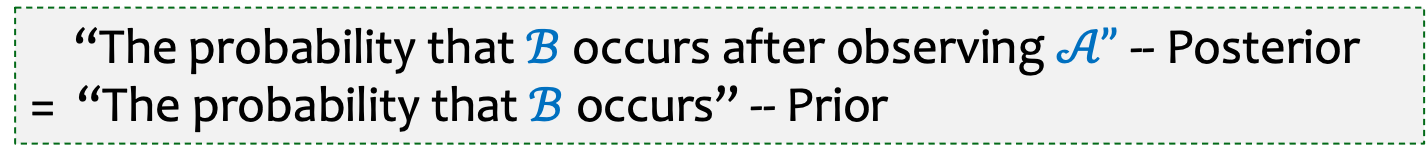 “The probability that ℬ occurs after observing 𝒜” -- Posterior
= “The probability that ℬ occurs” -- Prior